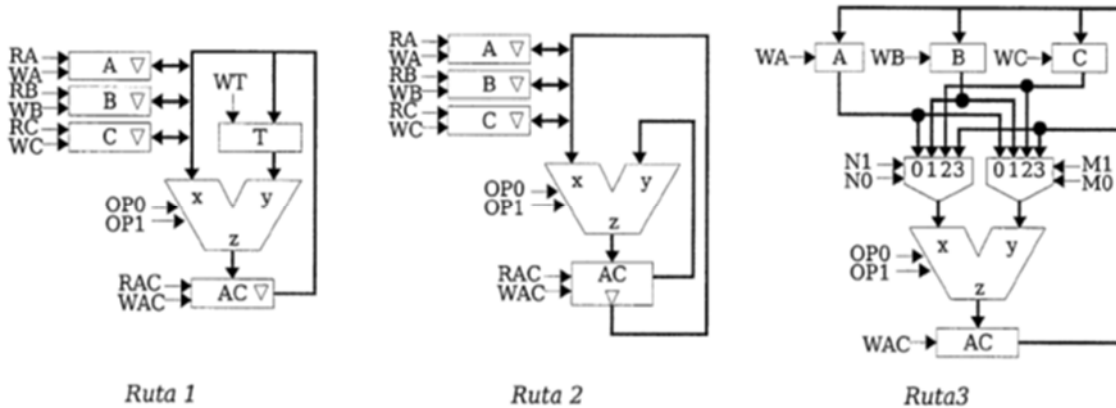 RA
WA
A ▽
RB
WB
B ▽
RC
WC
C ▽
WT
T
x y
OP0
OP1
z
RAC
WAC
AC ▽
Ruta 1
RA
WA
A ▽
RB
WB
B ▽
RC
WC
C ▽
x y
OP0
OP1
z
RAC
WAC
AC
▽
Ruta 2
WA A WB B WC C
N1
N0
0123 0123
M1
M0
x y
OP0
OP1
z
WAC AC
Ruta3